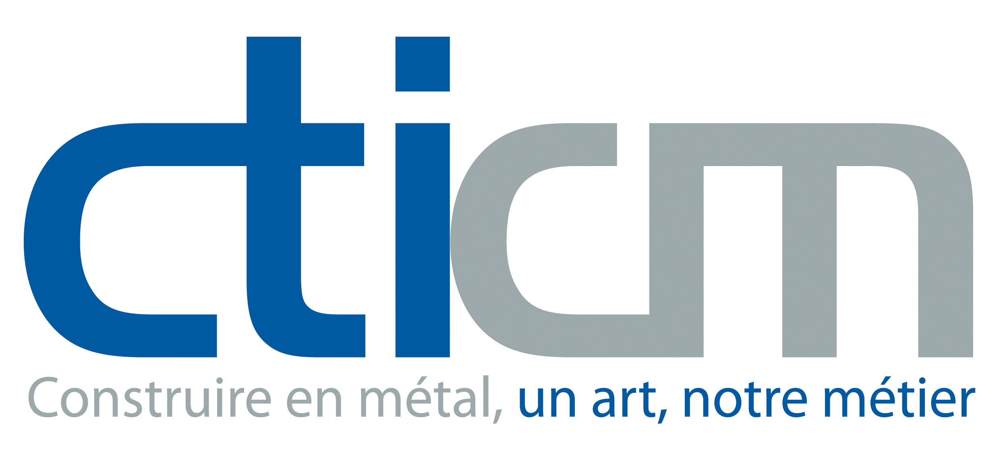 cticm
Construire en métal, un art, notre métier